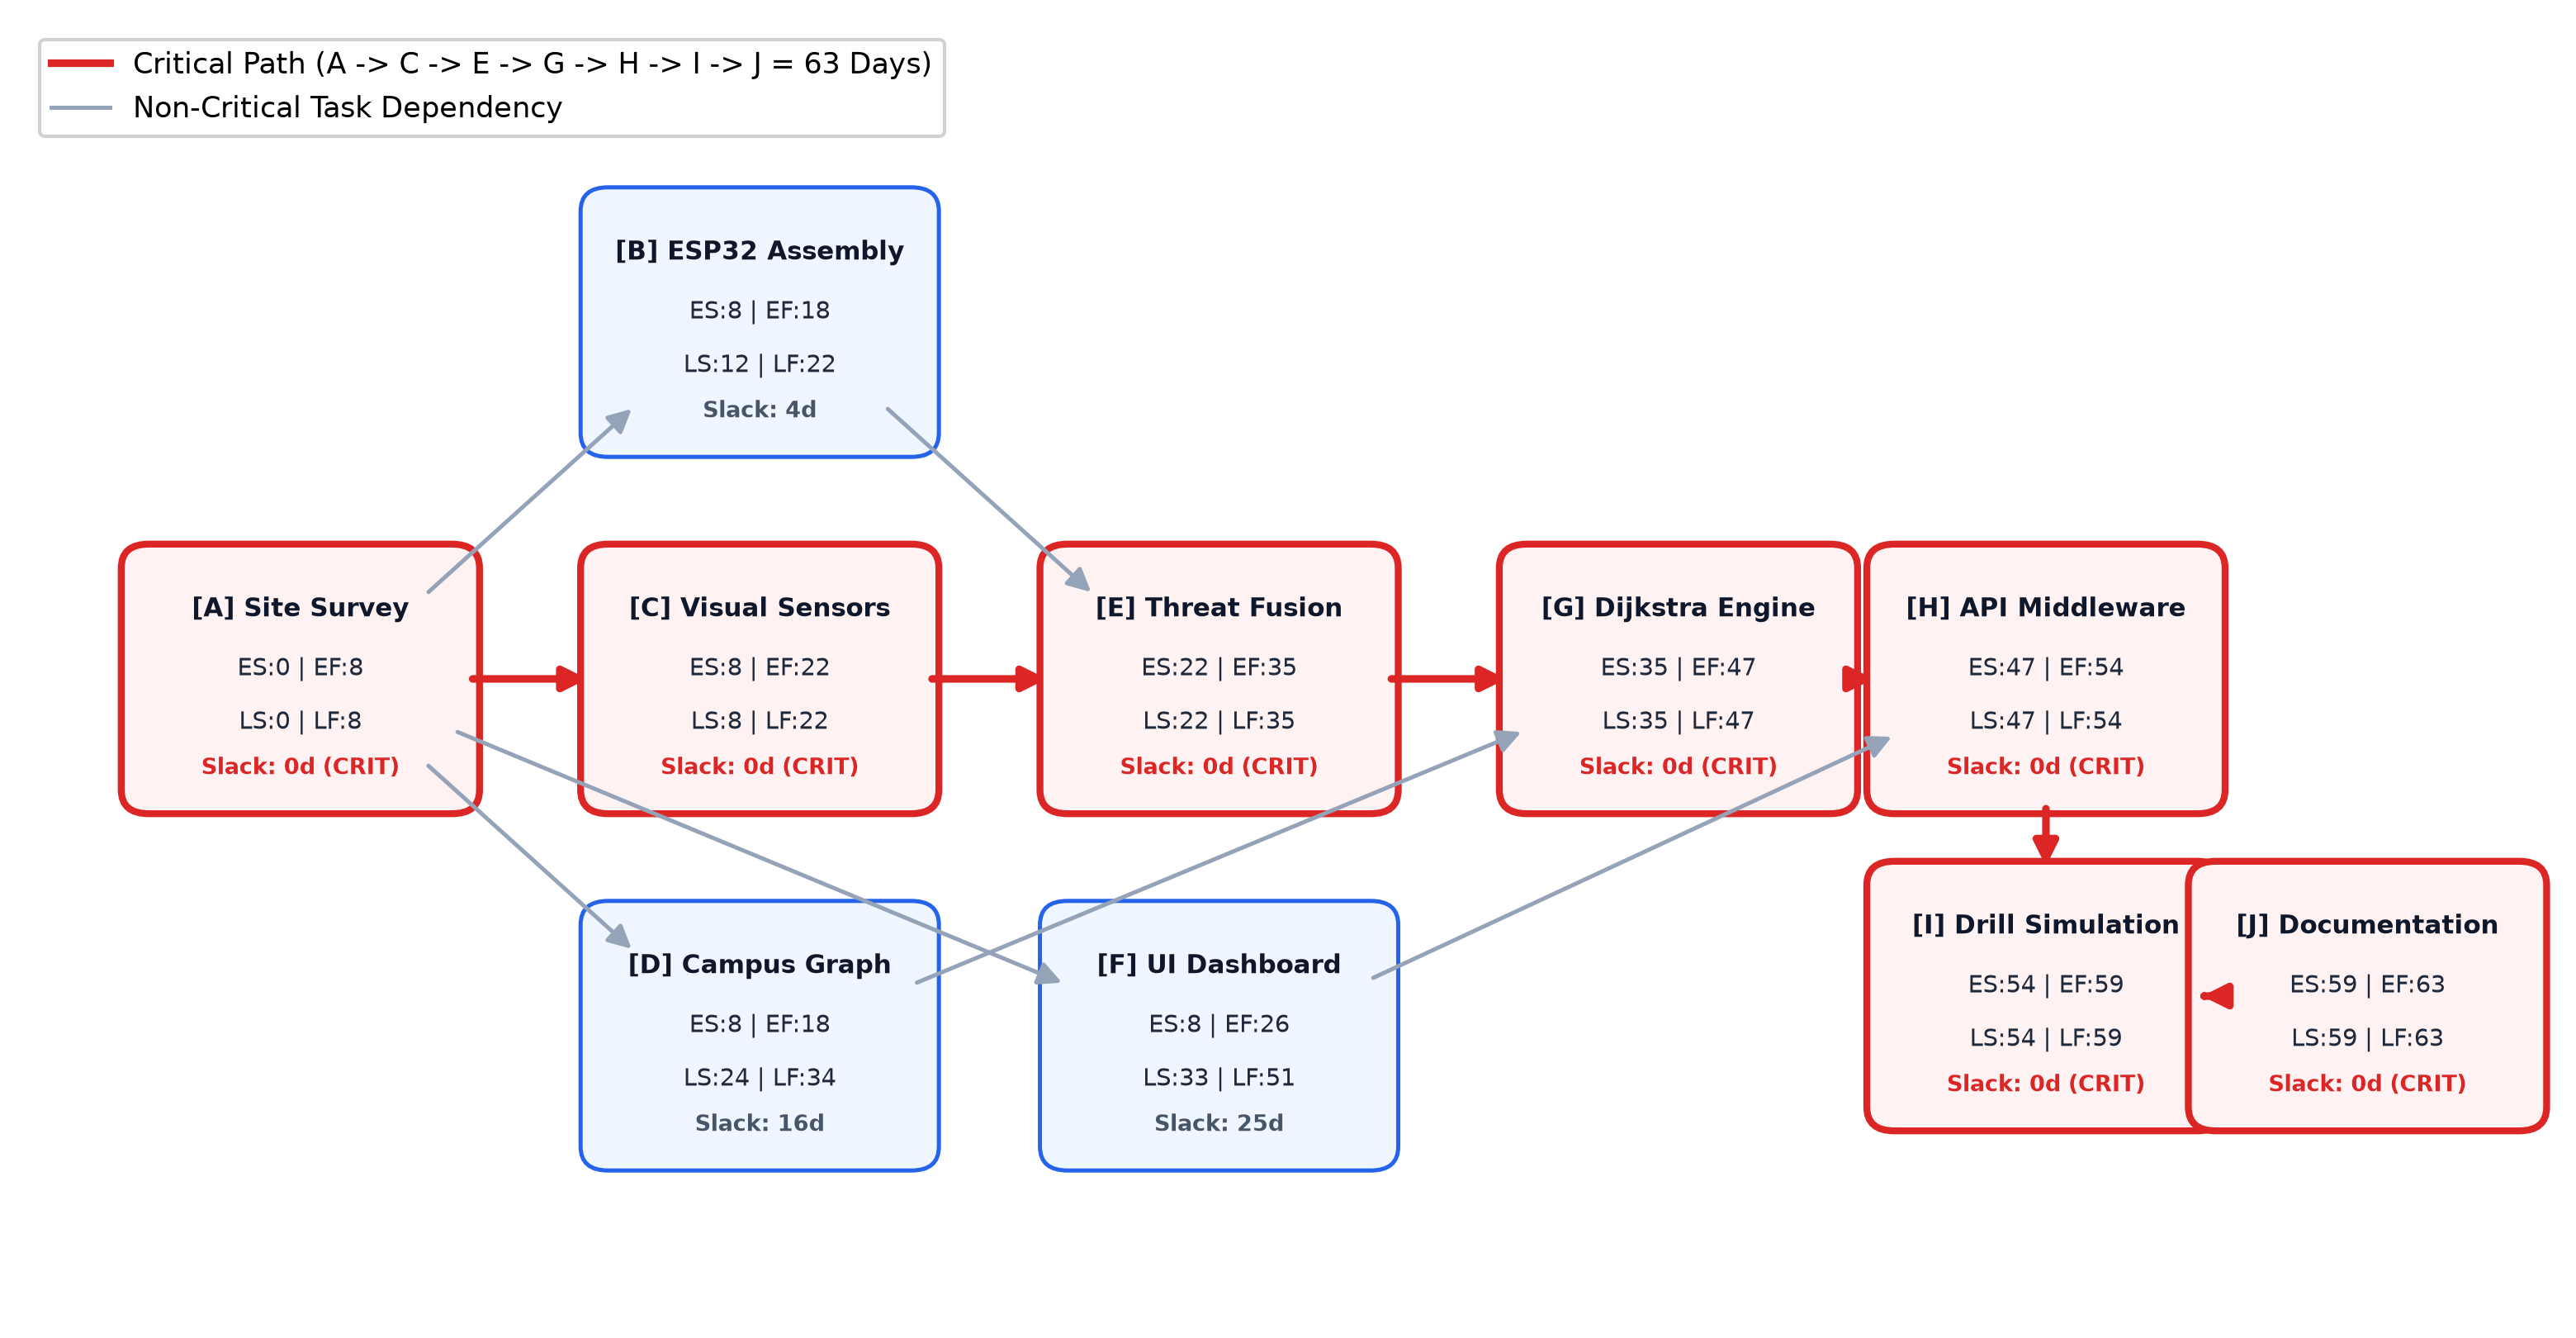 Critical Path (A -> C -> E -> G -> H -> I -> J = 63 Days)
Non-Critical Task Dependency
[B] ESP32 Assembly
ES:8 | EF:18
LS:12 | LF:22
Slack: 4d
[A] Site Survey
ES:0 | EF:8
LS:0 | LF:8
Slack: 0d (CRIT)
[C] Visual Sensors
ES:8 | EF:22
LS:8 | LF:22
Slack: 0d (CRIT)
[E] Threat Fusion
ES:22 | EF:35
LS:22 | LF:35
Slack: 0d (CRIT)
[G] Dijkstra Engine
ES:35 | EF:47
LS:35 | LF:47
Slack: 0d (CRIT)
[H] API Middleware
ES:47 | EF:54
LS:47 | LF:54
Slack: 0d (CRIT)
[D] Campus Graph
ES:8 | EF:18
LS:24 | LF:34
Slack: 16d
[F] UI Dashboard
ES:8 | EF:26
LS:33 | LF:51
Slack: 25d
[I] Drill Simulation
ES:54 | EF:59
LS:54 | LF:59
Slack: 0d (CRIT)
[J] Documentation
ES:59 | EF:63
LS:59 | LF:63
Slack: 0d (CRIT)